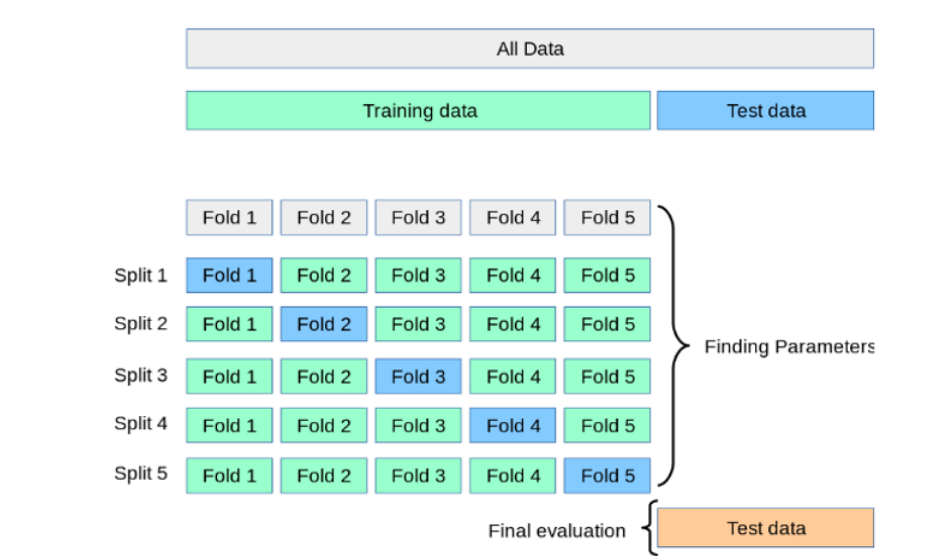 All Data
Training data Test data
Fold 1 Fold 2 Fold 3 Fold 4 Fold 5
Split 1 Fold 1 Fold 2 Fold 3 Fold 4 Fold 5
Split 2 Fold 1 Fold 2 Fold 3 Fold 4 Fold 5
Finding Parameters
Split 3 Fold 1 Fold 2 Fold 3 Fold 4 Fold 5
Split 4 Fold 1 Fold 2 Fold 3 Fold 4 Fold 5
Split 5 Fold 1 Fold 2 Fold 3 Fold 4 Fold 5
Final evaluation Test data